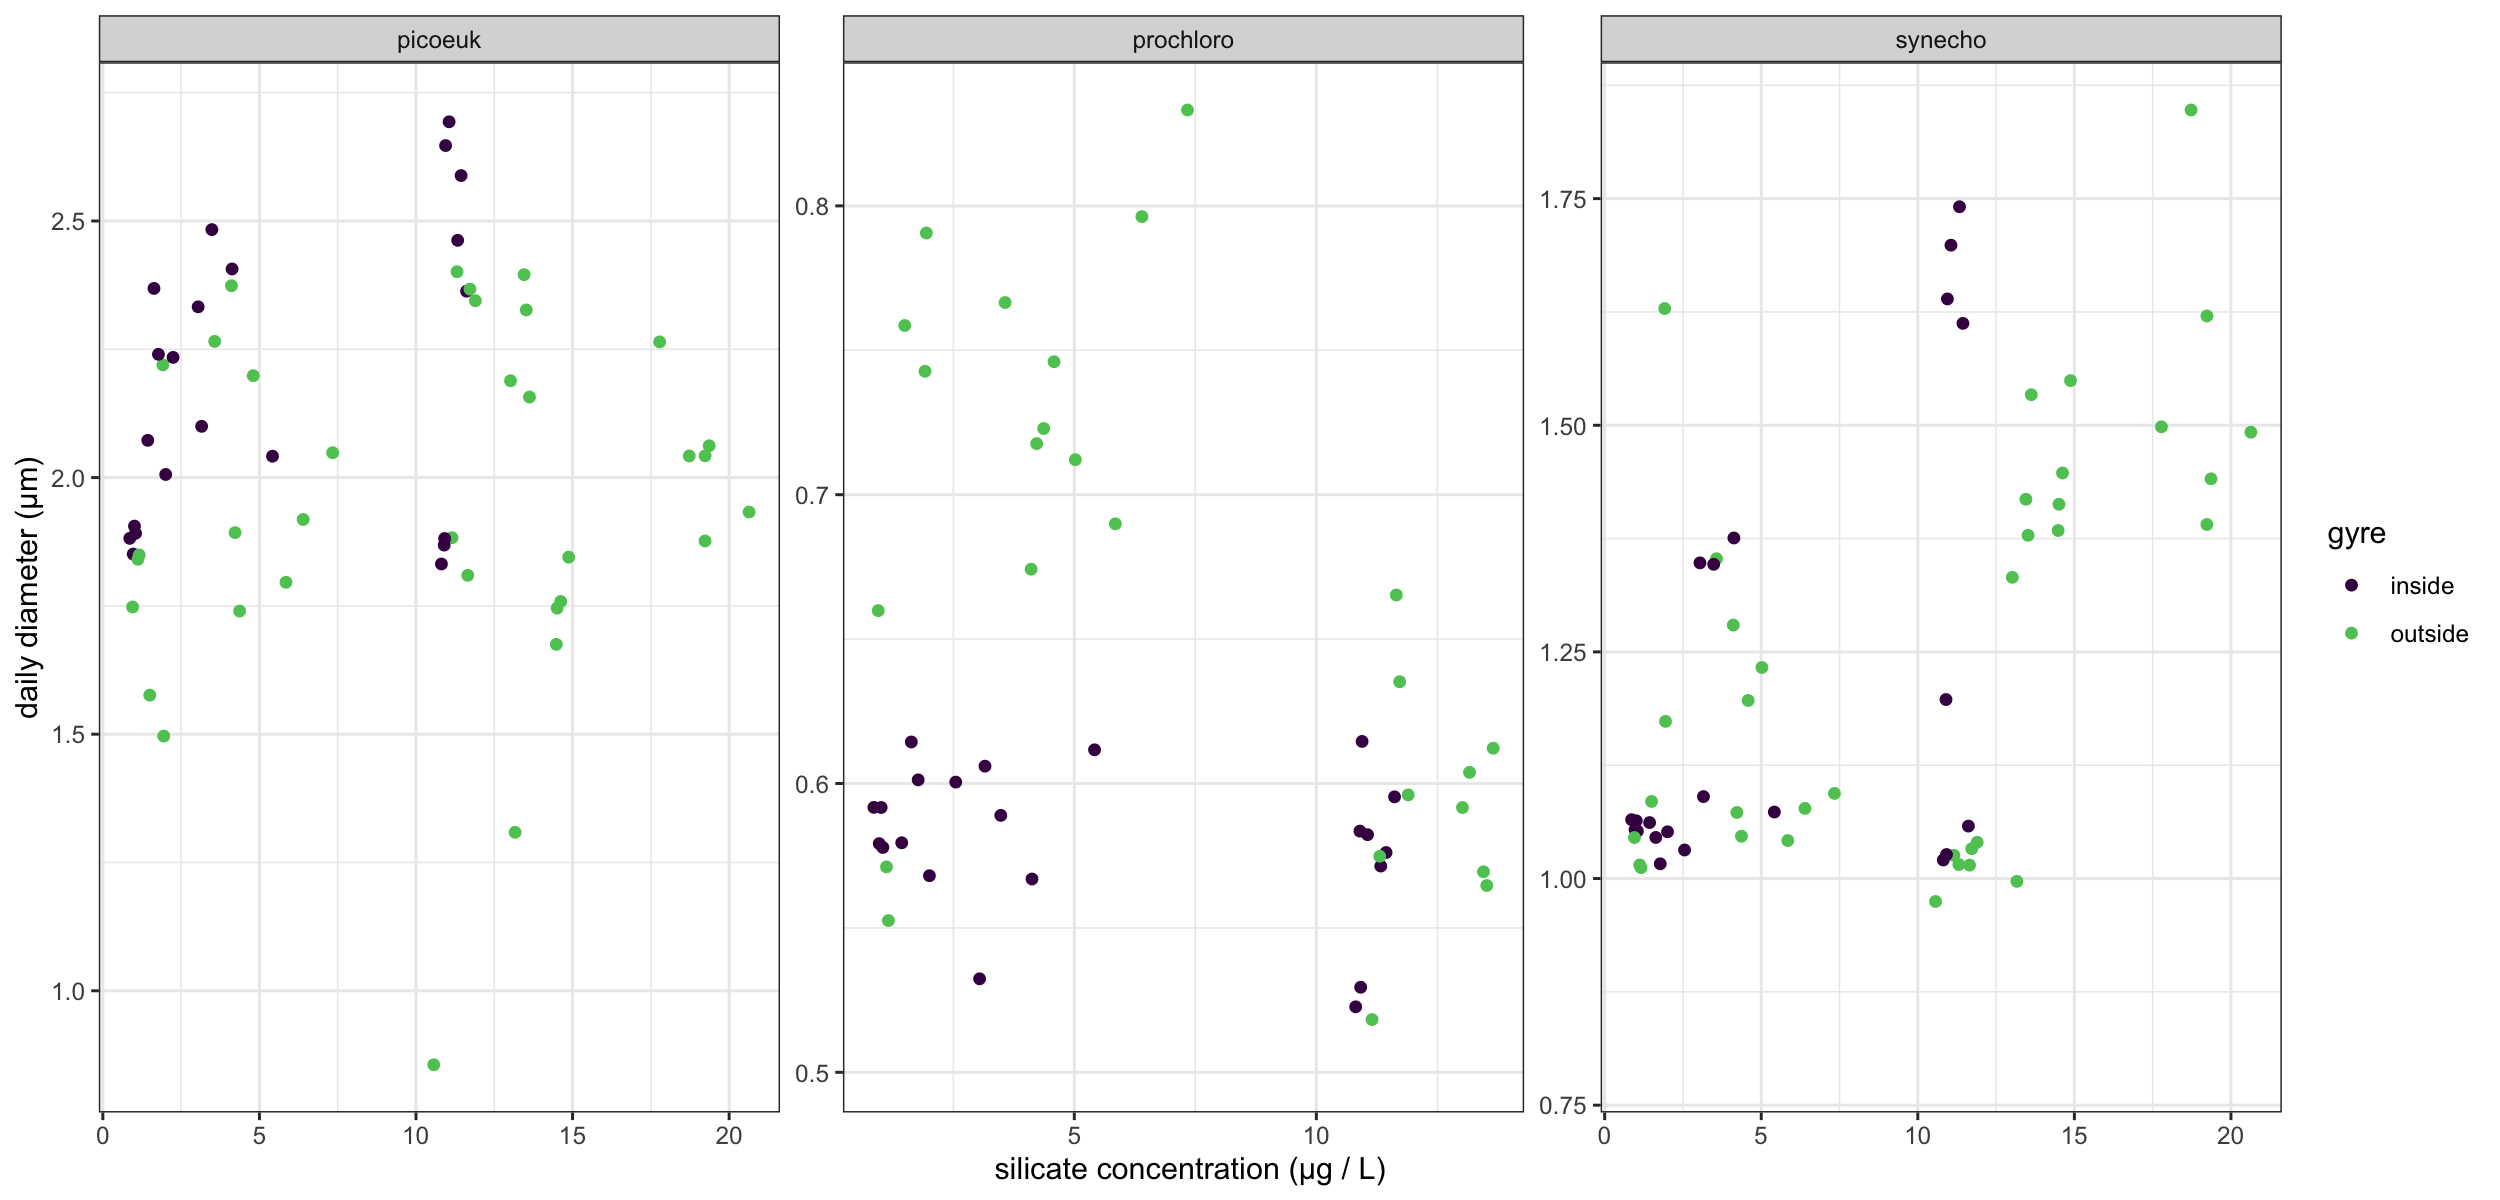 picoeuk
prochloro
synecho
daily diameter (µm)
2.5
2.0
1.5
1.0
0.8
0.7
0.6
0.5
1.75
1.50
1.25
1.00
0.75
0 5 10 15 20
5 10
0 5 10 15 20
silicate concentration (µg / L)
gyre
inside
outside